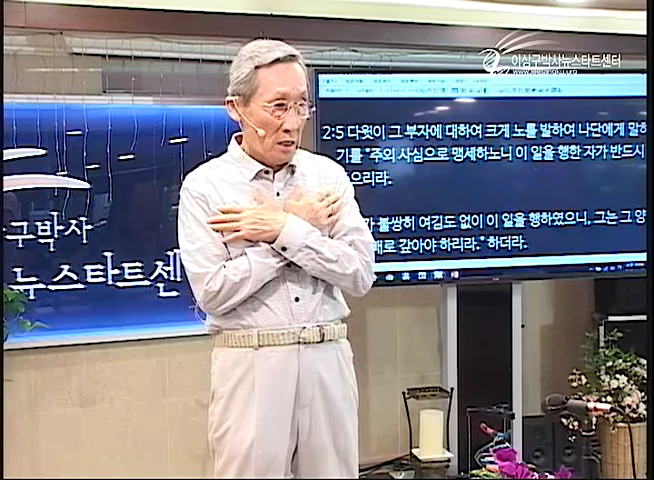 이상구박사뉴스타트센터
2:5 다윗이 그 부자에 대하여 크게 노를 발하여 나단에게 말하
기를 "주의 사심으로 맹세하노니 이 일을 행한 자가 반드시
으리라.
불쌍히 여김도 없이 이 일을 행하였으니, 그는 그 양
배로 갚아야 하리라." 하더라.
구박사
뉴스타트센